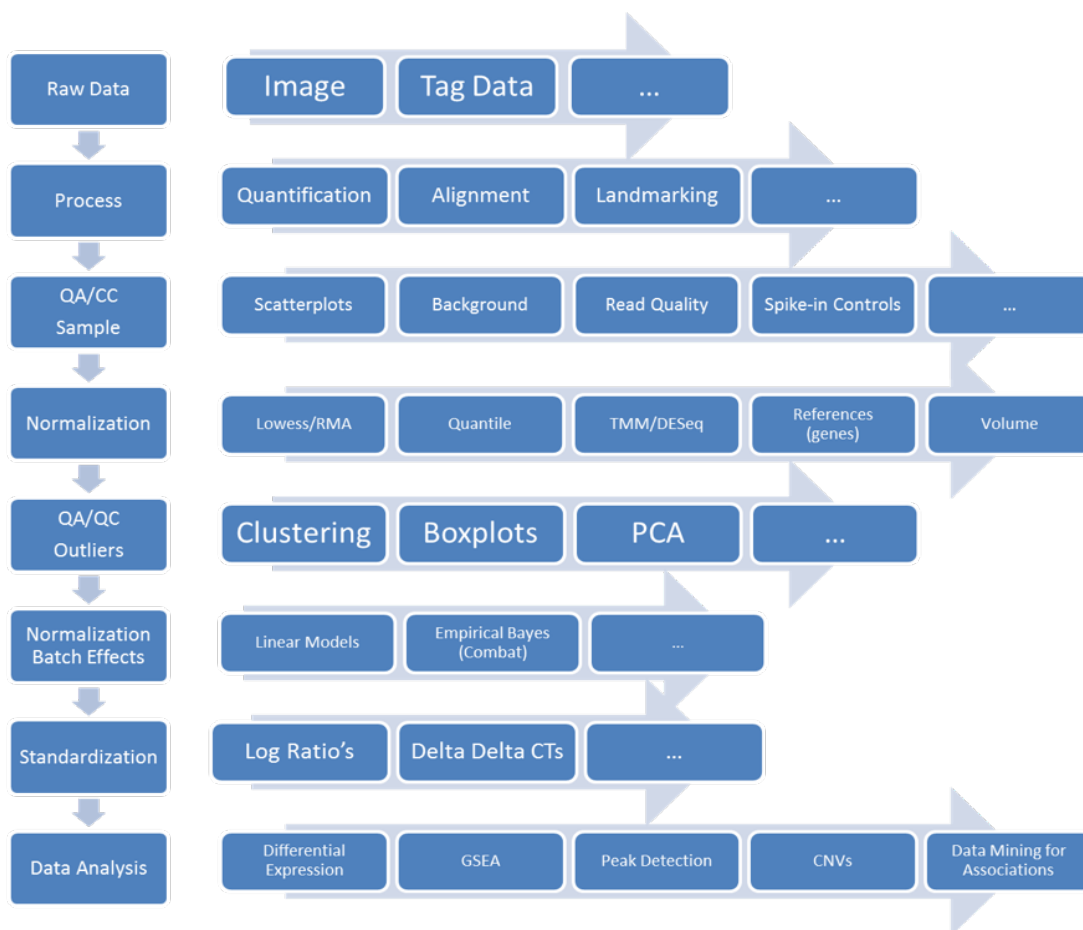 Raw Data
Image
Tag Data
...
Process
Quantification
Alignment
Landmarking
...
QA/CC
Sample
Scatterplots
Background
Read Quality
Spike-in Controls
...
Normalization
Lowess/RMA
Quantile
TMM/DESeq
References
(genes)
Volume
QA/QC
Outliers
Clustering
Boxplots
PCA
...
Normalization
Batch Effects
Linear Models
Empirical Bayes
(Combat)
...
Standardization
Log Ratio's
Delta Delta CTs
...
Data Analysis
Differential
Expression
GSEA
Peak Detection
CNVs
Data Mining for
Associations